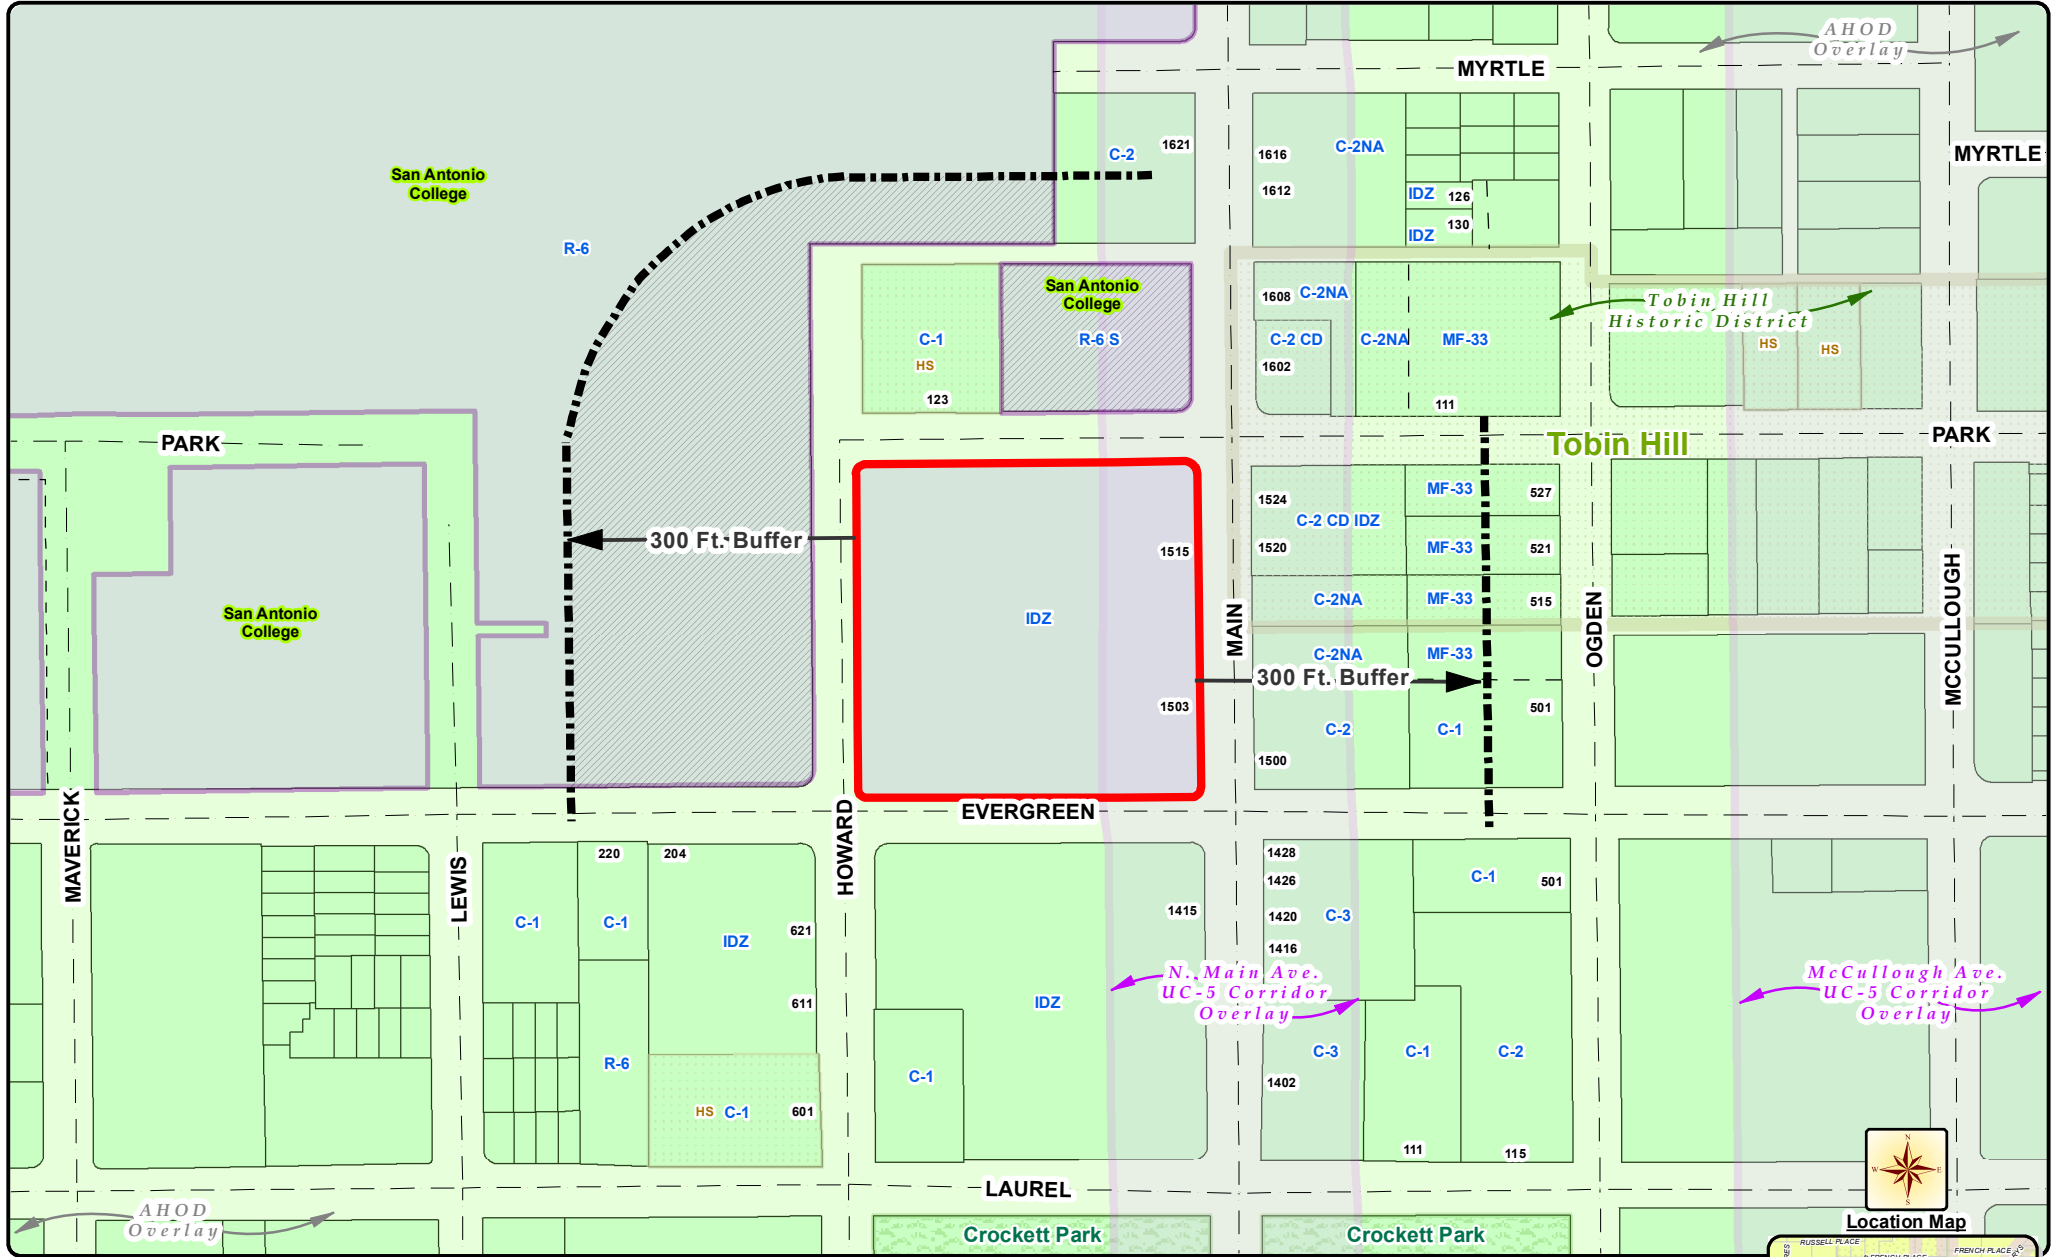 AHOD
Overlay
MYRTLE
MYRTLE
San Antonio
College
R-6
C-2
1621
1616
1612
C-2NA
IDZ
126
IDZ
130
San Antonio
College
R-6 S
C-1
HS
123
1608
C-2NA
C-2 CD
1602
C-2NA
MF-33
111
Tobin Hill
Historic District
HS
HS
PARK
Tobin Hill
PARK
San Antonio
College
300 Ft. Buffer
IDZ
1515
1503
1524
C-2 CD IDZ
1520
MF-33
527
MF-33
521
C-2NA
MF-33
515
C-2NA
MF-33
300 Ft. Buffer
C-2
C-1
501
1500
MAIN
OGDEN
MCCULLOUGH
EVERGREEN
MAVERICK
LEWIS
HOWARD
220
204
C-1
C-1
IDZ
621
611
R-6
HS
C-1
601
1415
IDZ
C-1
1428
1426
1420
1416
C-3
C-1
501
N. Main Ave.
UC-5 Corridor
Overlay
McCullough Ave.
UC-5 Corridor
Overlay
C-3
1402
C-1
111
C-2
115
LAUREL
AHOD
Overlay
Crockett Park
Crockett Park
N
W
E
S
Location Map
RUSSELL PLACE
FRENCH PLACE